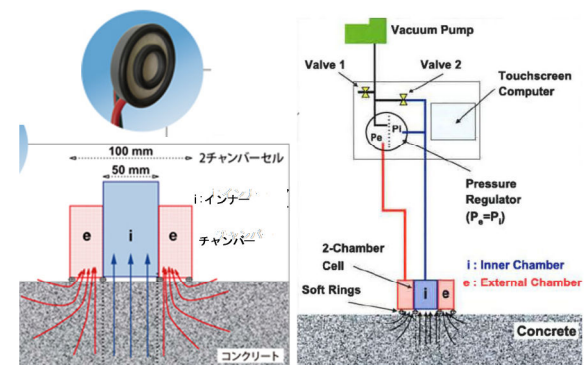 100 mm
2チャンバーセル
50 mm
i:インナー
チャンバー
e
i
e
コンクリート
Vacuum Pump
Valve 1
Valve 2
Touchscreen
Computer
Pe
Pi
Pressure
Regulator
(Pe=Pi)
2-Chamber
Cell
i : Inner Chamber
e : External Chamber
Soft Rings
i
e
Concrete